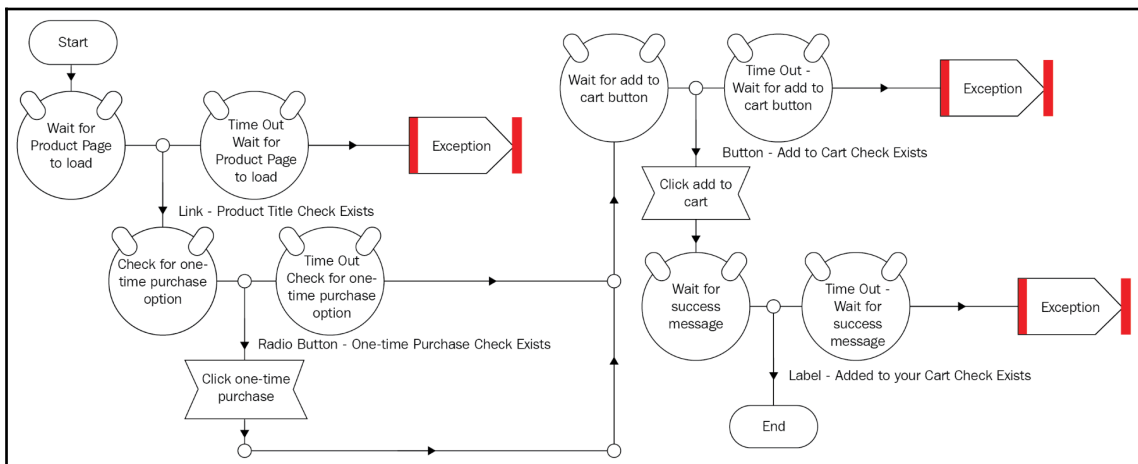 Start
Wait for
Product Page
to load
Time Out
Wait for
Product Page
to load
Exception
Link - Product Title Check Exists
Check for one-
time purchase
option
Time Out
Check for one-
time purchase
option
Radio Button - One-time Purchase Check Exists
Click one-time
purchase
Wait for add to
cart button
Time Out -
Wait for add to
cart button
Exception
Button - Add to Cart Check Exists
Click add to
cart
Wait for
success
message
Time Out -
Wait for
success
message
Exception
Label - Added to your Cart Check Exists
End